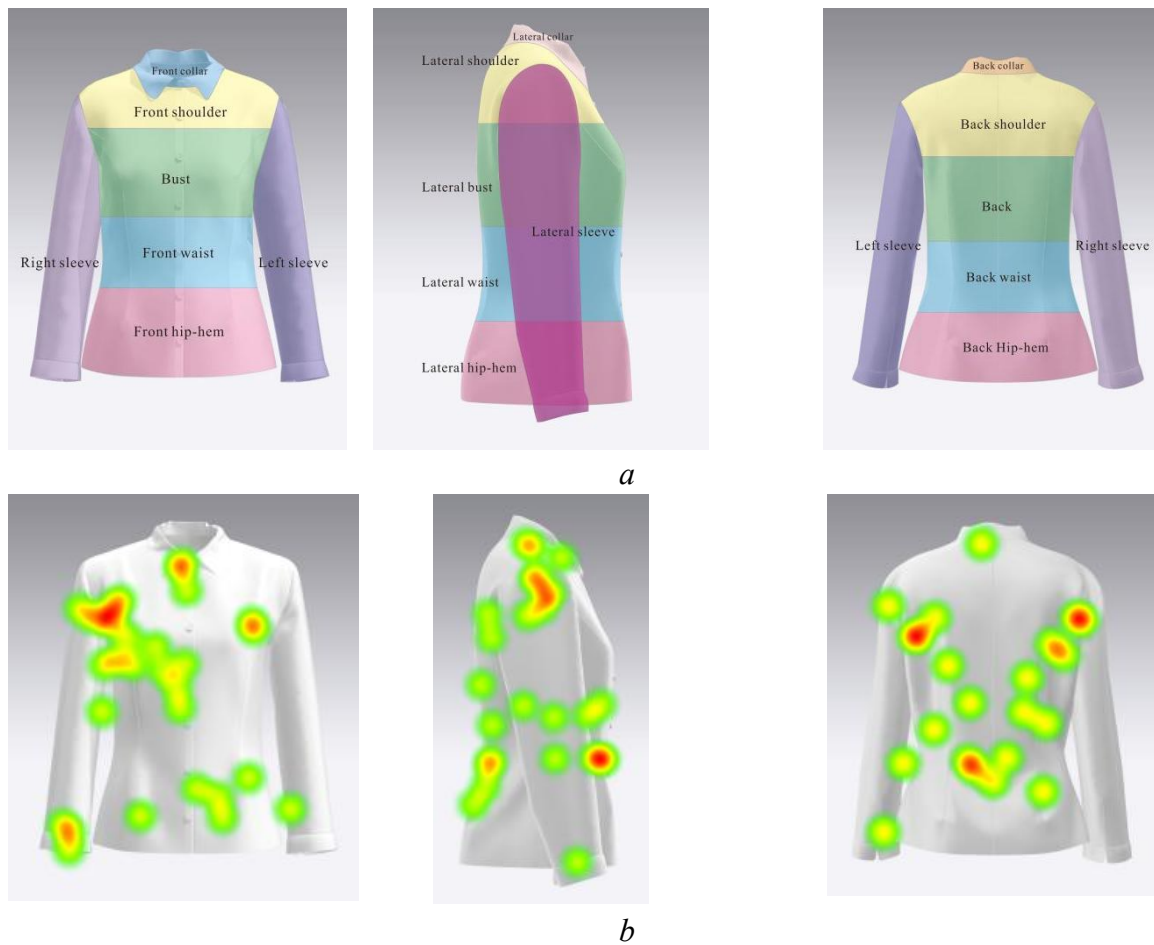 Front collar
Front shoulder
Bust
Front waist
Right sleeve
Left sleeve
Front hip-hem
Lateral collar
Lateral shoulder
Lateral bust
Lateral sleeve
Lateral waist
Lateral hip-hem
Back collar
Back shoulder
Back
Left sleeve
Right sleeve
Back waist
Back Hip-hem
a
b